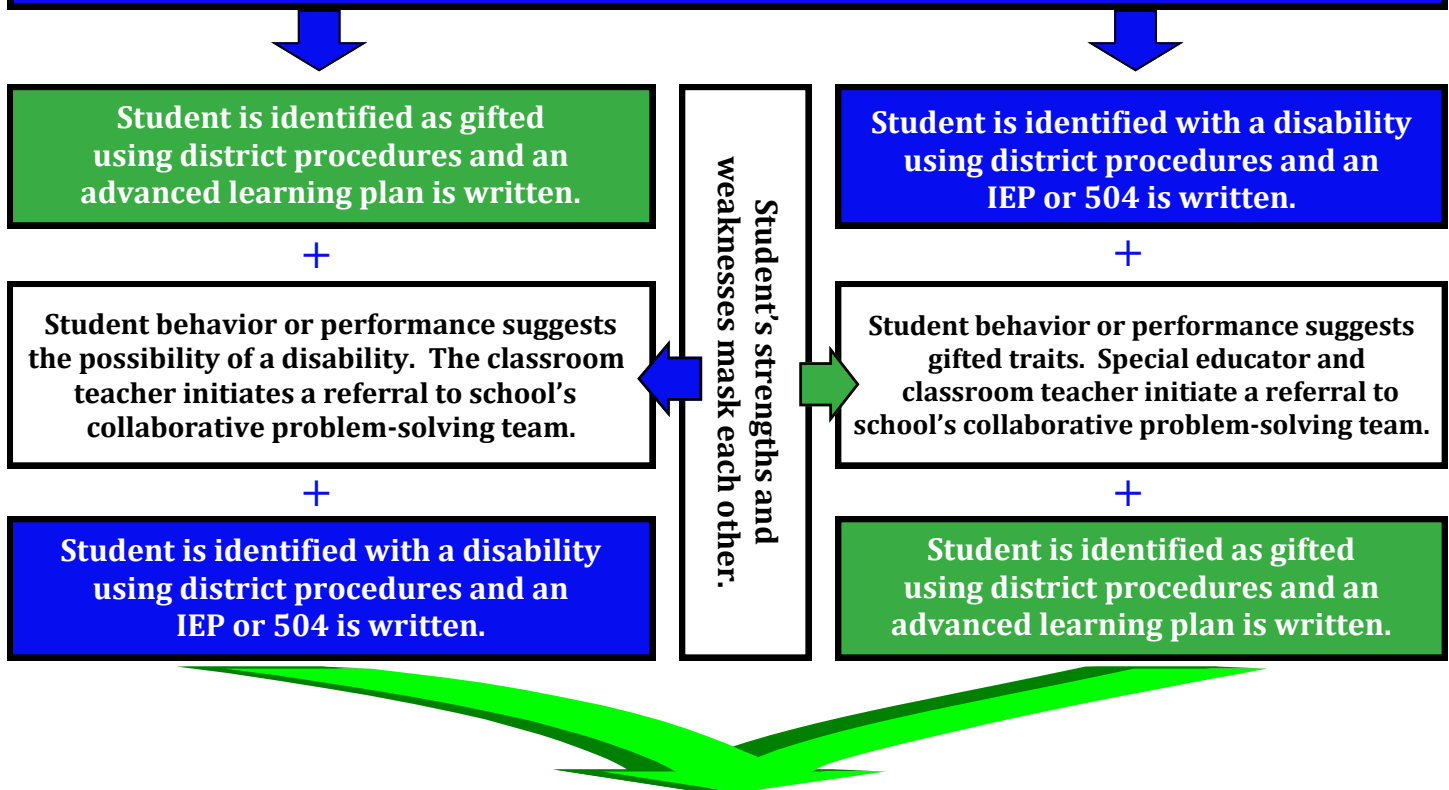 Student is identified as gifted
using district procedures and an
advanced learning plan is written.
+
Student behavior or performance suggests
the possibility of a disability.  The classroom
teacher initiates a referral to school’s
collaborative problem-solving team.
+
Student is identified with a disability
using district procedures and an
IEP or 504 is written.
Student’s strengths and
weaknesses mask each other.
Student is identified with a disability
using district procedures and an
IEP or 504 is written.
+
Student behavior or performance suggests
gifted traits.  Special educator and
classroom teacher initiate a referral to
school’s collaborative problem-solving team.
+
Student is identified as gifted
using district procedures and an
advanced learning plan is written.